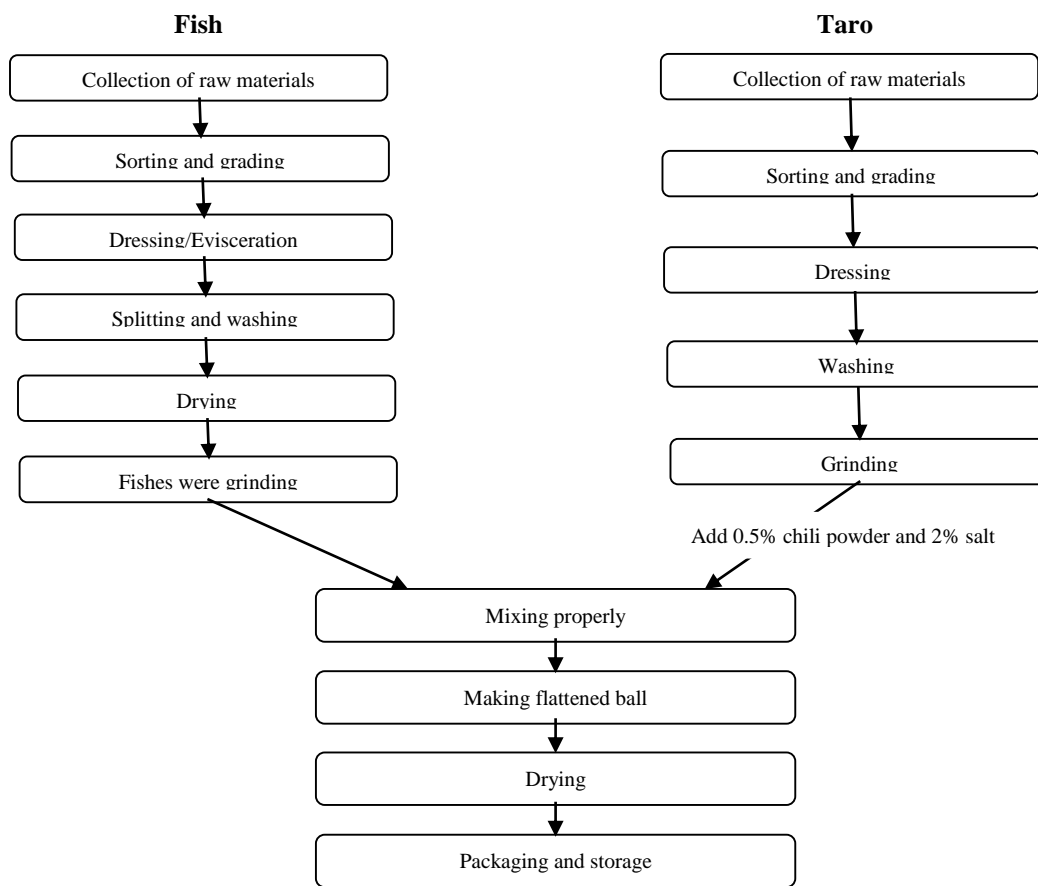 Fish
Collection of raw materials
Sorting and grading
Dressing/Evisceration
Splitting and washing
Drying
Fishes were grinding
Taro
Collection of raw materials
Sorting and grading
Dressing
Washing
Grinding
Add 0.5% chili powder and 2% salt
Mixing properly
Making flattened ball
Drying
Packaging and storage